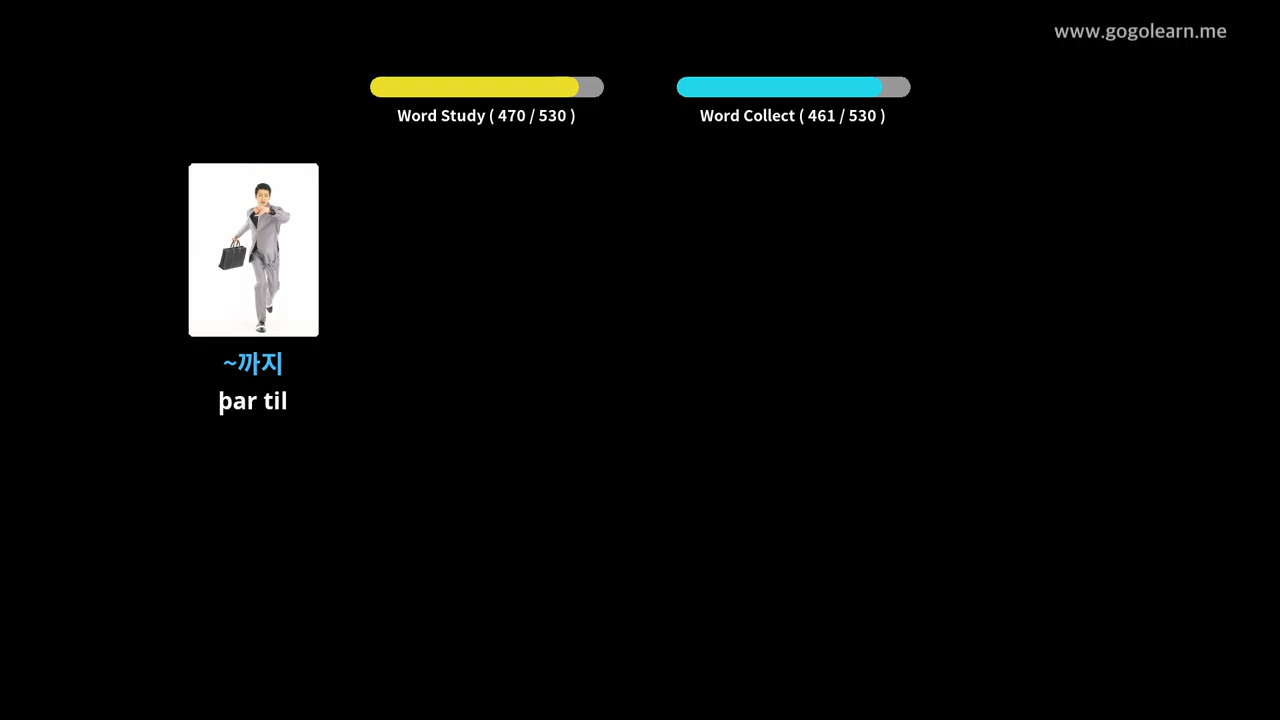 www.gogolearn.me
Word Study ( 470 / 530 )
Word Collect ( 461 / 530 )
~까지
þar til